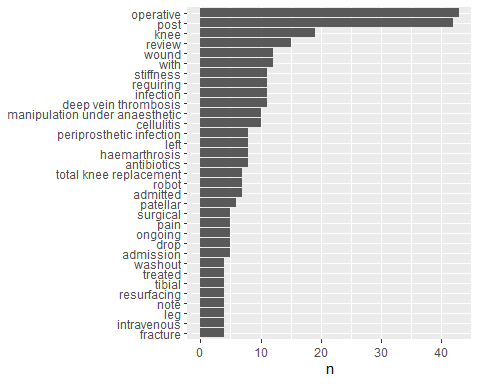 operative
post
knee
review
wound
with
stiffness
requiring
infection
deep vein thrombosis
manipulation under anaesthetic
cellulitis
periprosthetic infection
left
haemarthrosis
antibiotics
total knee replacement
robot
admitted
patellar
surgical
pain
ongoing
drop
admission
washout
treated
tibial
resurfacing
note
leg
intravenous
fracture
0 10 20 30 40
n